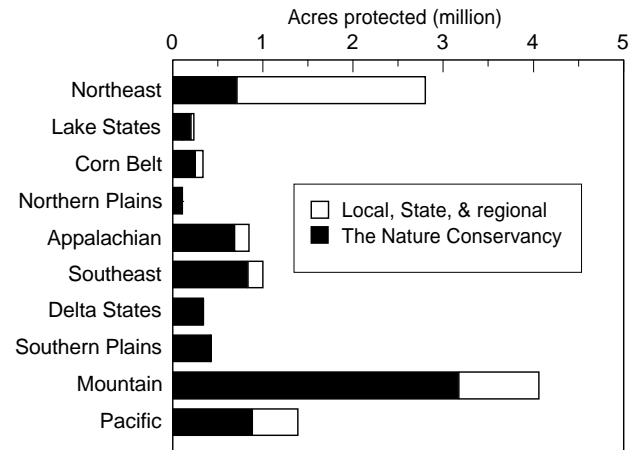 Acres protected (million)
0 1 2 3 4 5
Northeast
Lake States
Corn Belt
Northern Plains
Appalachian
Southeast
Delta States
Southern Plains
Mountain
Pacific
Local, State, & regional
The Nature Conservancy